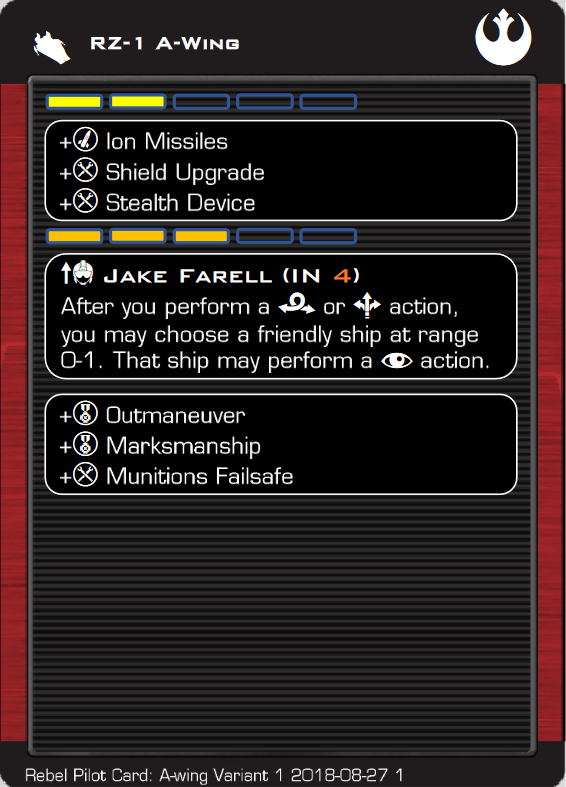 RZ-1 A-Wing
+ Ion Missiles
+ Shield Upgrade
+ Stealth Device
Jake Farell (IN 4)
After you perform a or action,
you may choose a friendly ship at range
0-1. That ship may perform a action.
+ Outmaneuver
+ Marksmanship
+ Munitions Failsafe
Rebel Pilot Card: A-wing Variant 1 2018-08-27 1